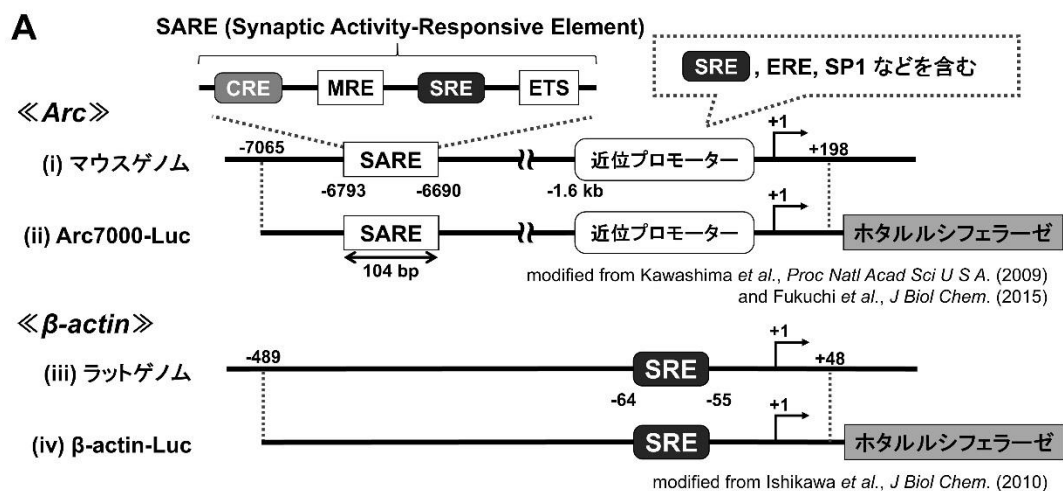 A
SARE (Synaptic Activity-Responsive Element)
CRE MRE SRE ETS
SRE , ERE, SP1 などを含む
≪Arc≫
+1
-7065 +198
(i) マウスゲノム SARE 近位プロモーター
-6793 -6690 -1.6 kb
+1
(ii) Arc7000-Luc SARE 近位プロモーター ホタルルシフェラーゼ
104 bp
modified from Kawashima et al., Proc Natl Acad Sci U S A. (2009)
and Fukuchi et al., J Biol Chem. (2015)
≪β-actin≫
+1
-489 +48
(iii) ラットゲノム SRE
-64 -55
+1
(iv) β-actin-Luc SRE ホタルルシフェラーゼ
modified from Ishikawa et al., J Biol Chem. (2010)